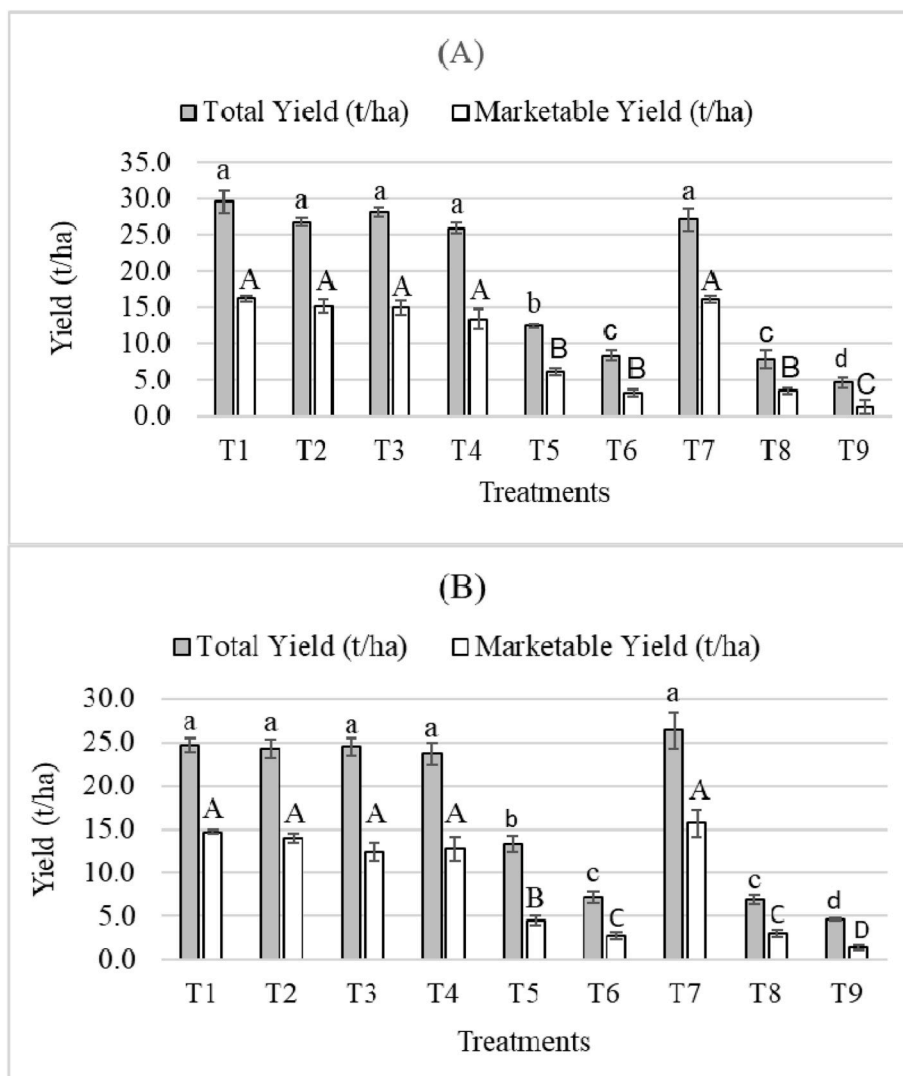 (A)
Total Yield (t/ha) Marketable Yield (t/ha)
Yield (t/ha)
35.0
30.0
25.0
20.0
15.0
10.0
5.0
0.0
a a a a b c a c d
A A A A B B A B C
T1 T2 T3 T4 T5 T6 T7 T8 T9
Treatments
(B)
Total Yield (t/ha) Marketable Yield (t/ha)
Yield (t/ha)
30.0
25.0
20.0
15.0
10.0
5.0
0.0
a a a a b c a c d
A A A A B C A C D
T1 T2 T3 T4 T5 T6 T7 T8 T9
Treatments